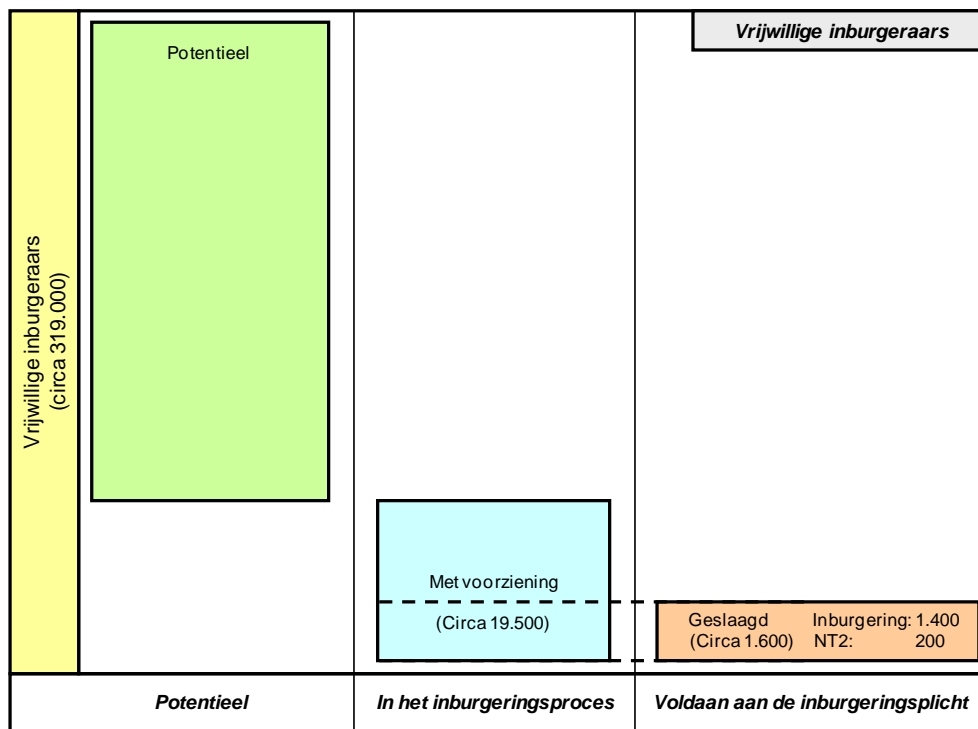 Vrijwillige inburgeraars
Potentieel
Vrijwillige inburgeraars
(circa 319.000)
Met voorziening
(Circa 19.500)
Geslaagd Inburgering: 1.400
(Circa 1.600) NT2: 200
Potentieel
In het inburgeringsproces
Voldaan aan de inburgeringsplicht